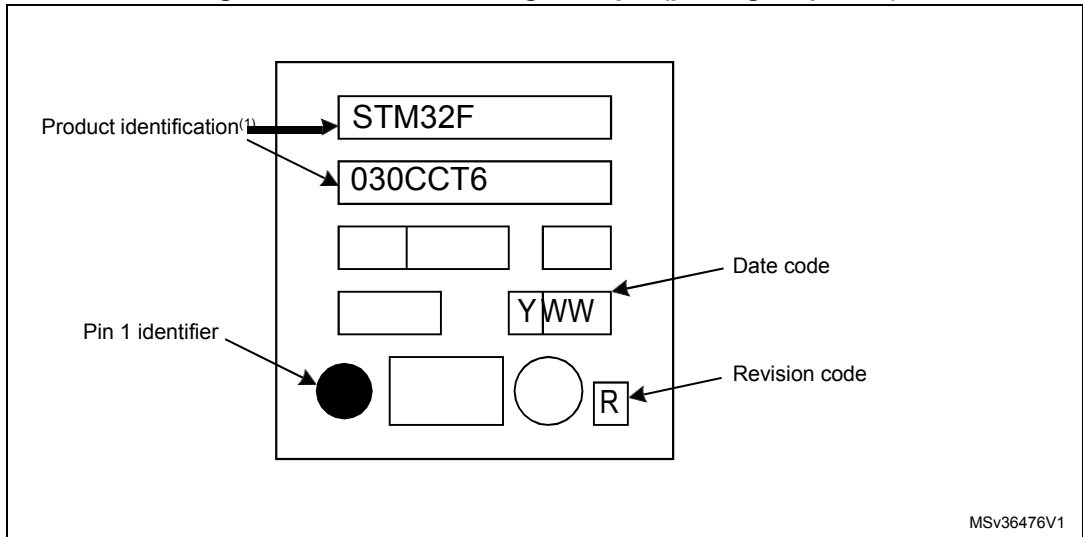 STM32F
Product identification(1)
030CCT6
Date code
Y WW
Pin 1 identifier
Revision code
R
MSv36476V1